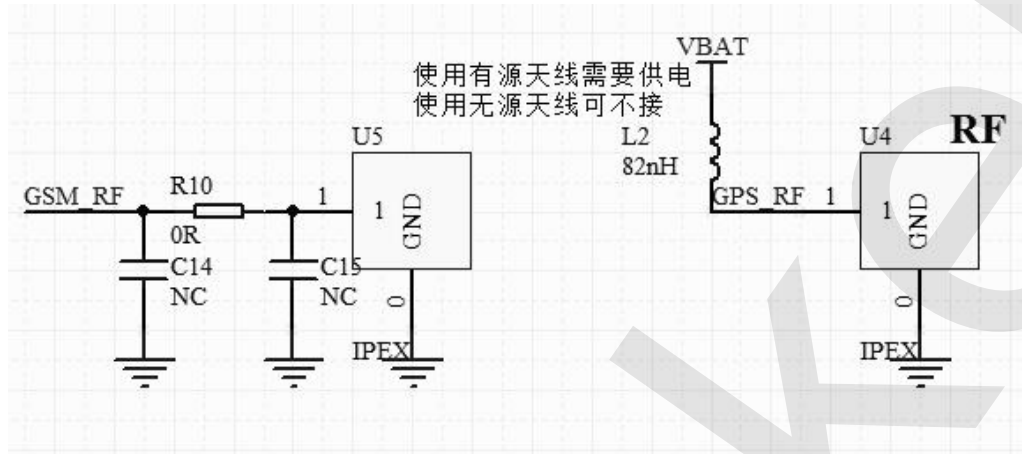 VBAT
使用有源天线需要供电
使用无源天线可不接
U5
L2
82nH
U4
RF
GSM_RF
R10
0R
1
1
GND
GPS_RF
1
1
GND
C14
NC
C15
NC
0
IPEX
0
IPEX